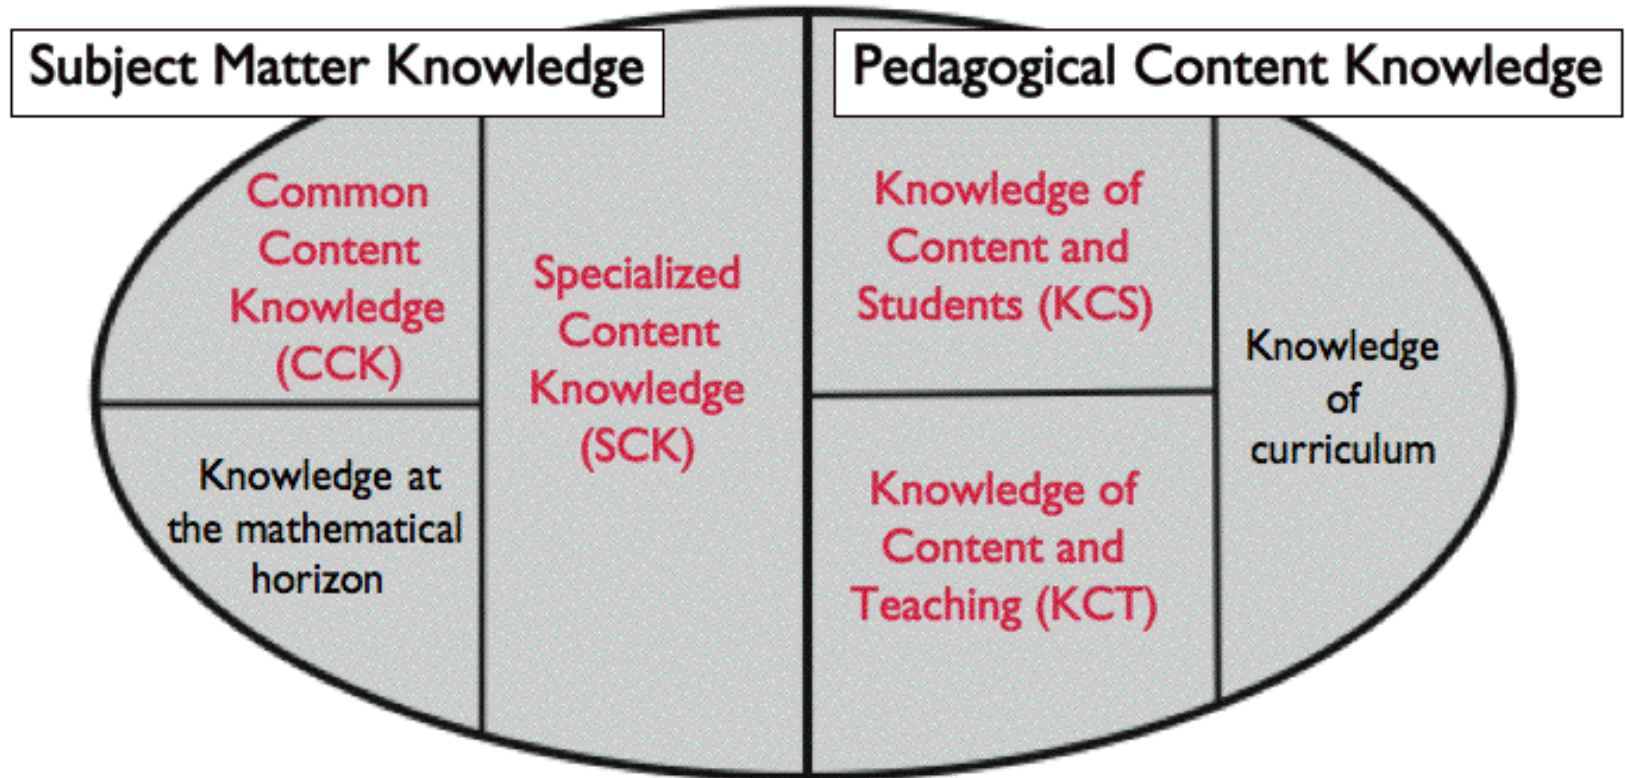 Subject Matter Knowledge
Pedagogical Content Knowledge
Common
Content
Knowledge
(CCK)
Knowledge at
the mathematical
horizon
Specialized
Content
Knowledge
(SCK)
Knowledge of
Content and
Students (KCS)
Knowledge of
Content and
Teaching (KCT)
Knowledge
of
curriculum